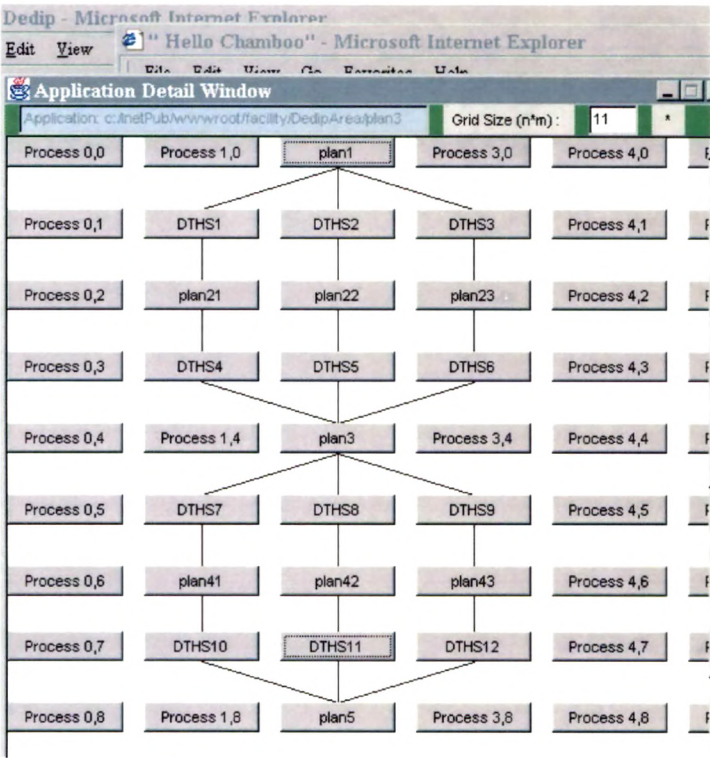 Dedip - Microsoft Internet Explorer
Edit View
" Hello Chamboo" - Microsoft Internet Explorer
File Edit View Go Favorites Help
Application Detail Window
Application: c:/InetPub/wwwroot/facility/DedipArea/plan3 Grid Size (n*m) : 11 *
Process 0,0 Process 1,0 plan1 Process 3,0 Process 4,0
Process 0,1 DTHS1 DTHS2 DTHS3 Process 4,1
Process 0,2 plan21 plan22 plan23 Process 4,2
Process 0,3 DTHS4 DTHS5 DTHS6 Process 4,3
Process 0,4 Process 1,4 plan3 Process 3,4 Process 4,4
Process 0,5 DTHS7 DTHS8 DTHS9 Process 4,5
Process 0,6 plan41 plan42 plan43 Process 4,6
Process 0,7 DTHS10 DTHS11 DTHS12 Process 4,7
Process 0,8 Process 1,8 plan5 Process 3,8 Process 4,8